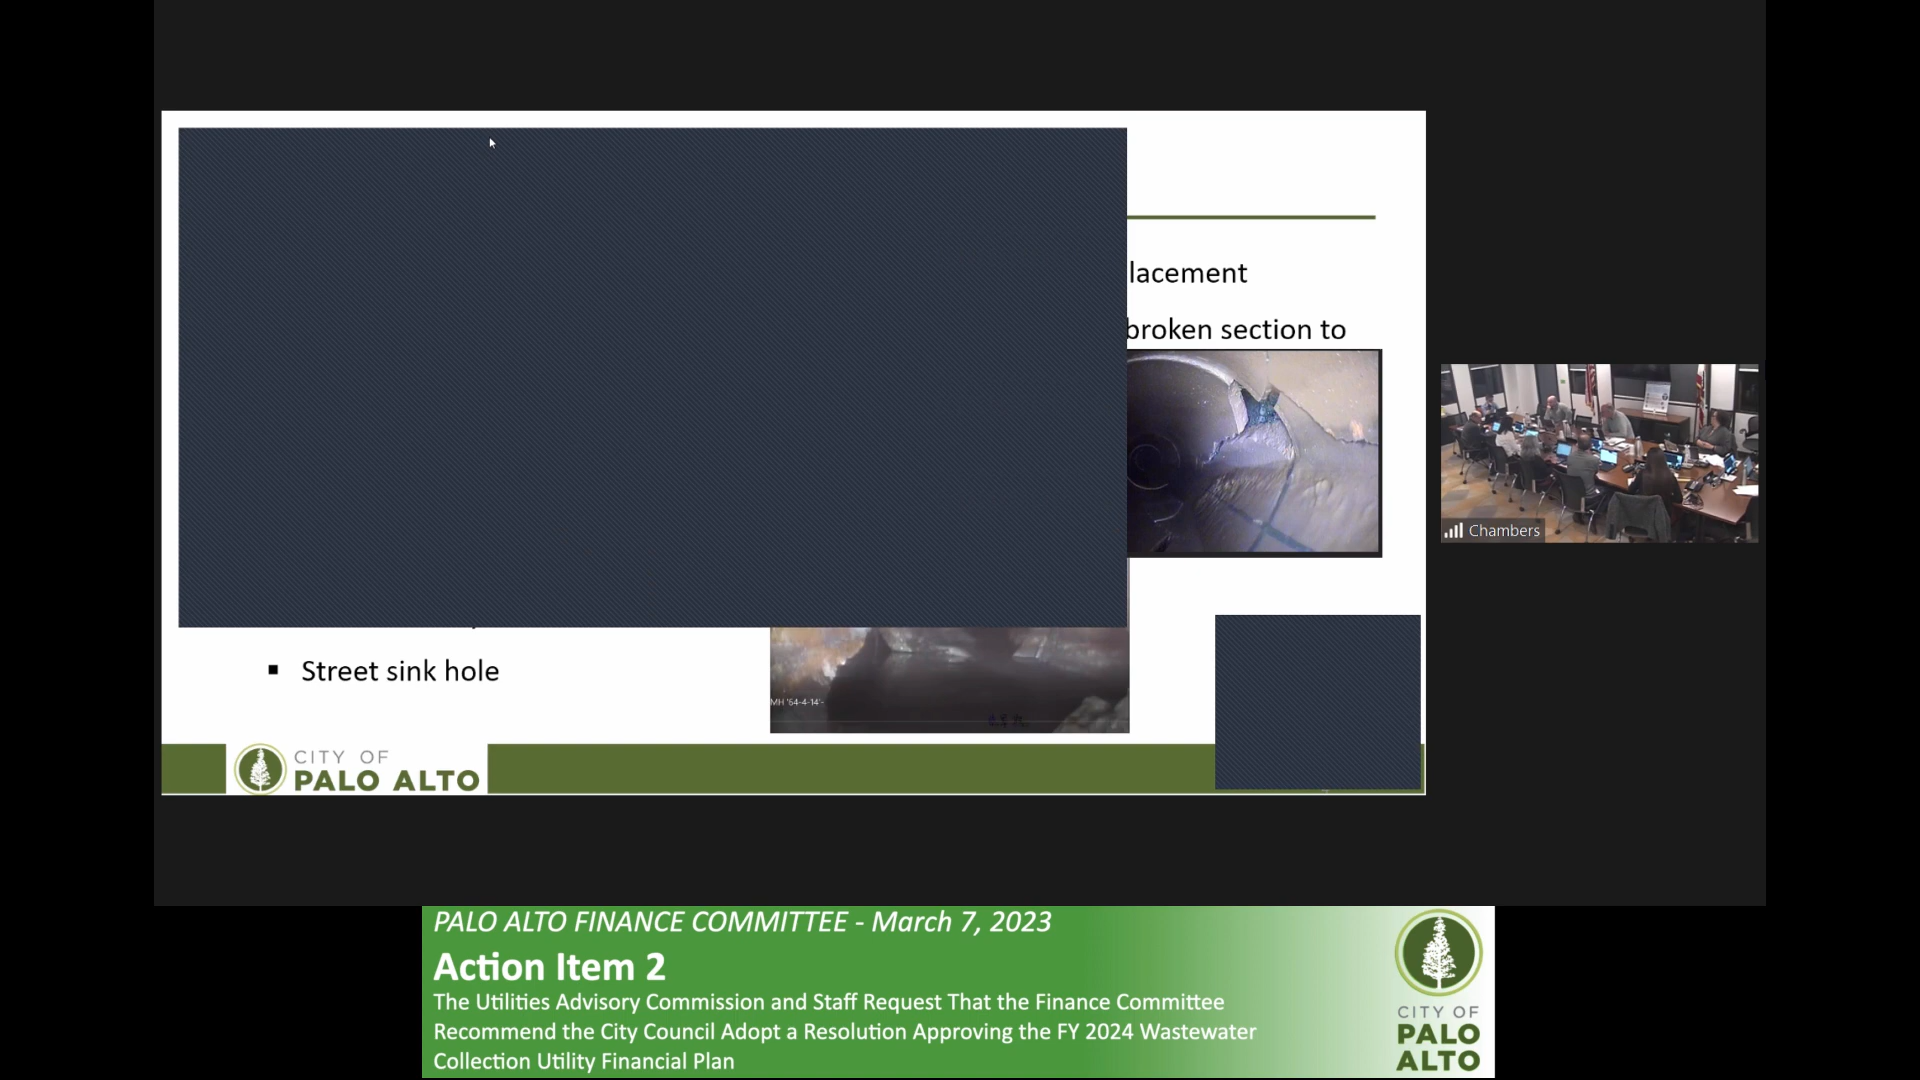 lacement
broken section to
Street sink hole
MH '64-4-14'-
CITY OF
PALO ALTO
Chambers
PALO ALTO FINANCE COMMITTEE - March 7, 2023
Action Item 2
The Utilities Advisory Commission and Staff Request That the Finance Committee
Recommend the City Council Adopt a Resolution Approving the FY 2024 Wastewater
Collection Utility Financial Plan
CITY OF
PALO
ALTO